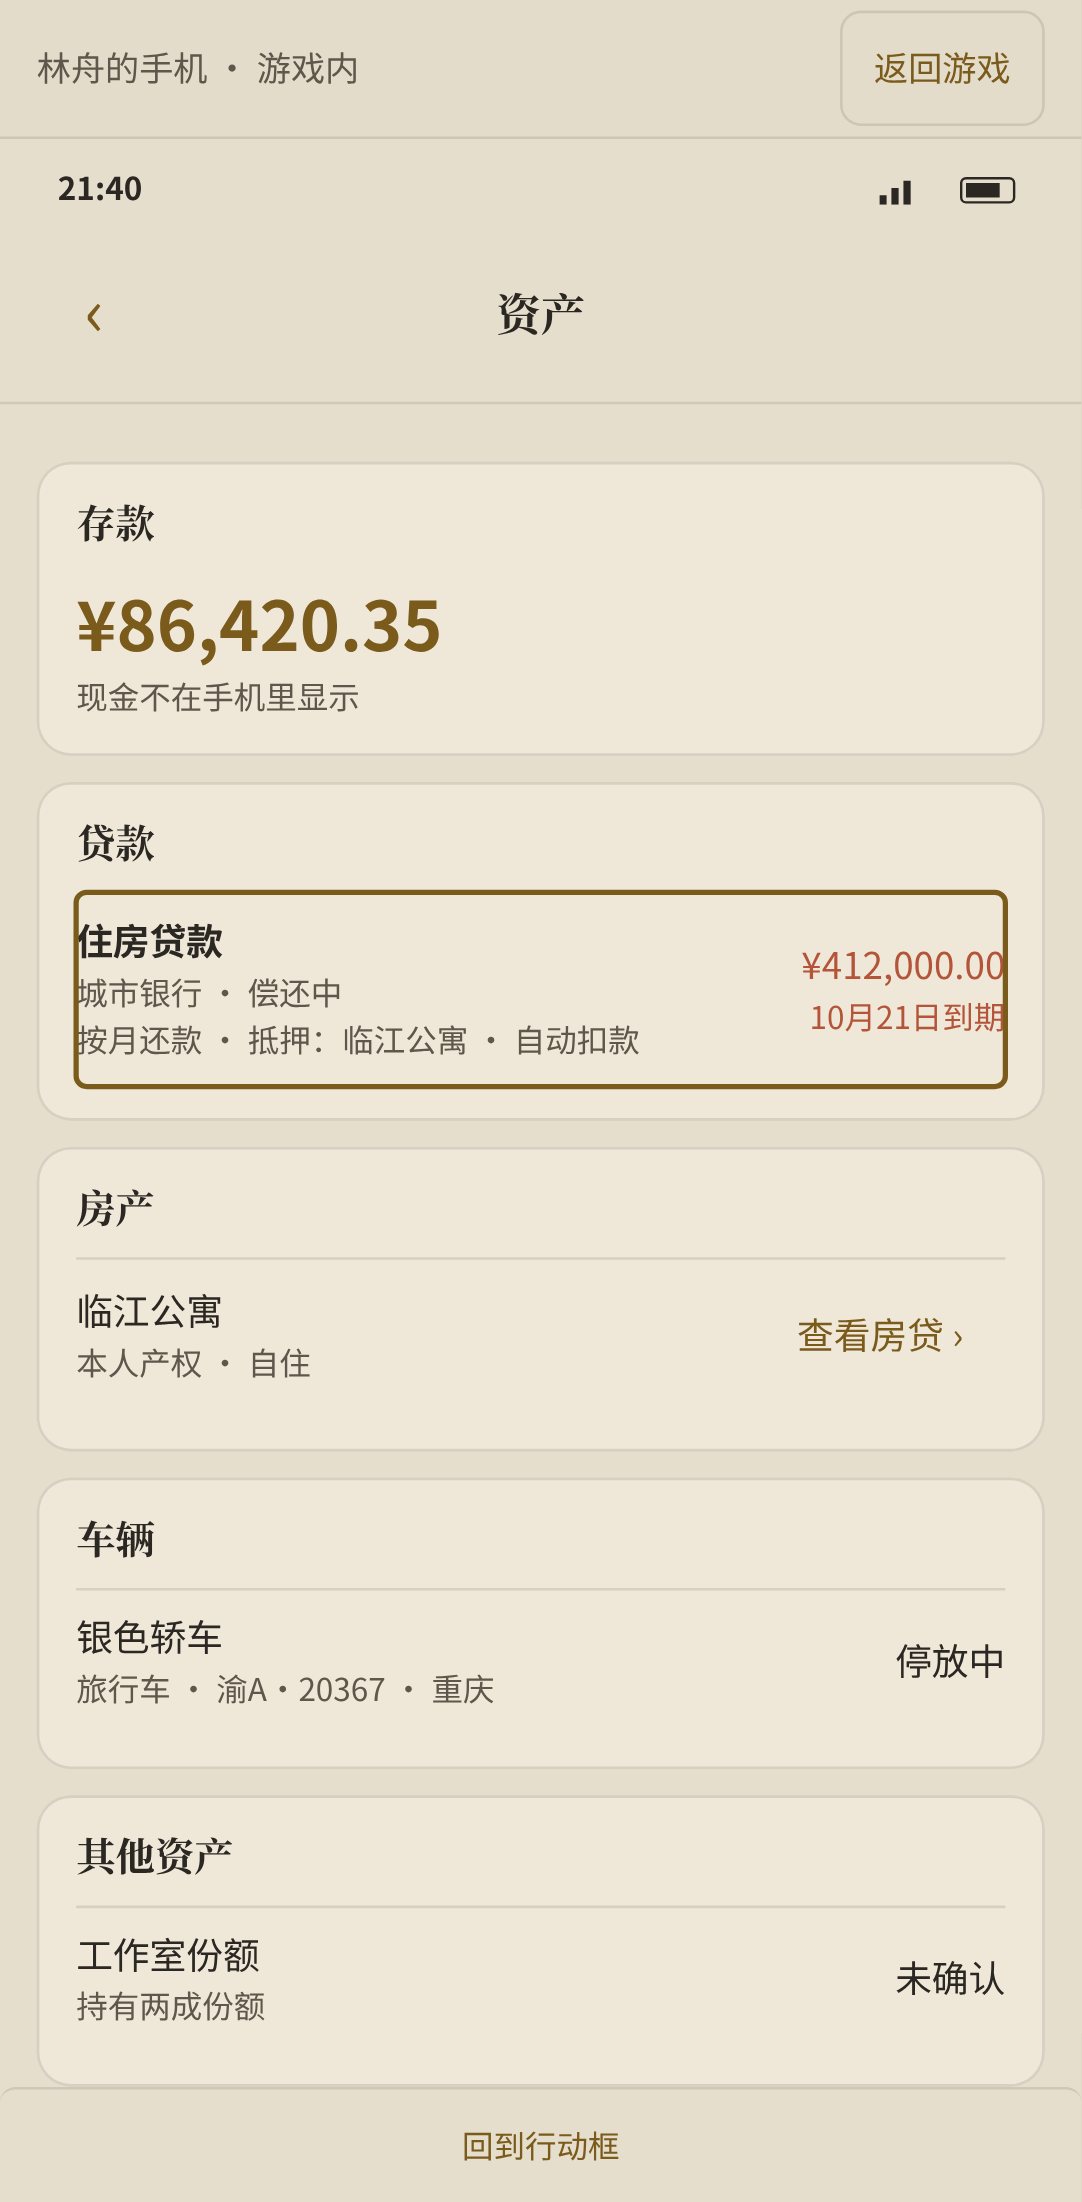 林舟的手机 · 游戏内
返回游戏
21:40
‹
资产
存款
¥86,420.35
现金不在手机里显示
贷款
住房贷款
城市银行 · 偿还中
按月还款 · 抵押：临江公寓 · 自动扣款
¥412,000.00
10月21日到期
房产
临江公寓
本人产权 · 自住
查看房贷 ›
车辆
银色轿车
旅行车 · 渝A·20367 · 重庆
停放中
其他资产
工作室份额
持有两成份额
未确认
回到行动框